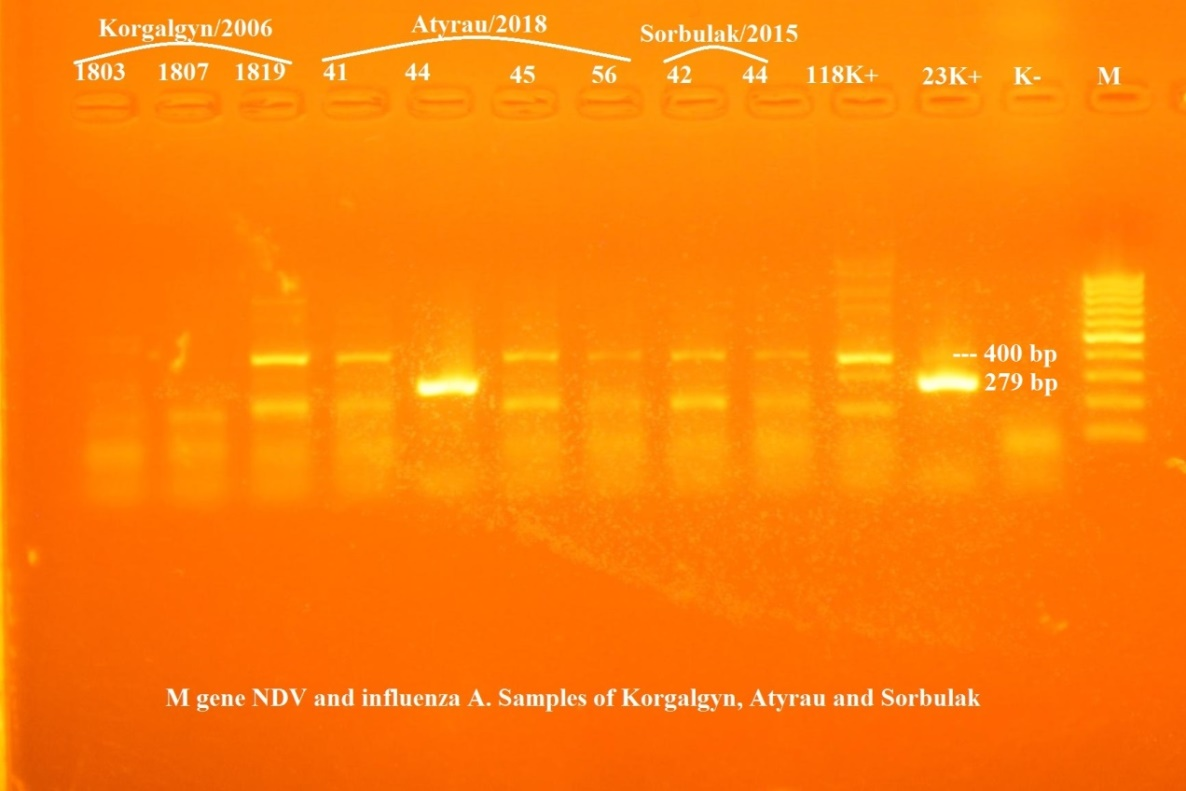 Korgalgyn/2006 Atyrau/2018 Sorbulak/2015
1803 1807 1819 41 44 45 56 42 44 118K+ 23K+ K- M
--- 400 bp
279 bp
M gene NDV and influenza A. Samples of Korgalgyn, Atyrau and Sorbulak